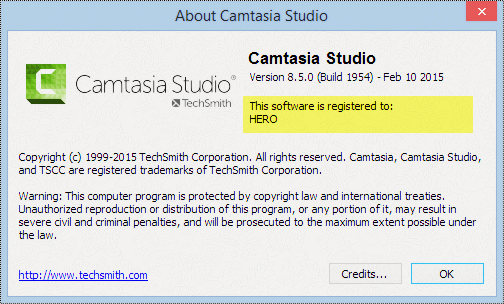 About Camtasia Studio
Camtasia Studio®
TechSmith
Camtasia Studio
Version 8.5.0 (Build 1954) - Feb 10 2015
This software is registered to:
HERO
Copyright (c) 1999-2015 TechSmith Corporation. All rights reserved. Camtasia, Camtasia Studio,
and TSCC are registered trademarks of TechSmith Corporation.
Warning: This computer program is protected by copyright law and international treaties.
Unauthorized reproduction or distribution of this program, or any portion of it, may result in
severe civil and criminal penalties, and will be prosecuted to the maximum extent possible under
the law.
http://www.techsmith.com
Credits...
OK